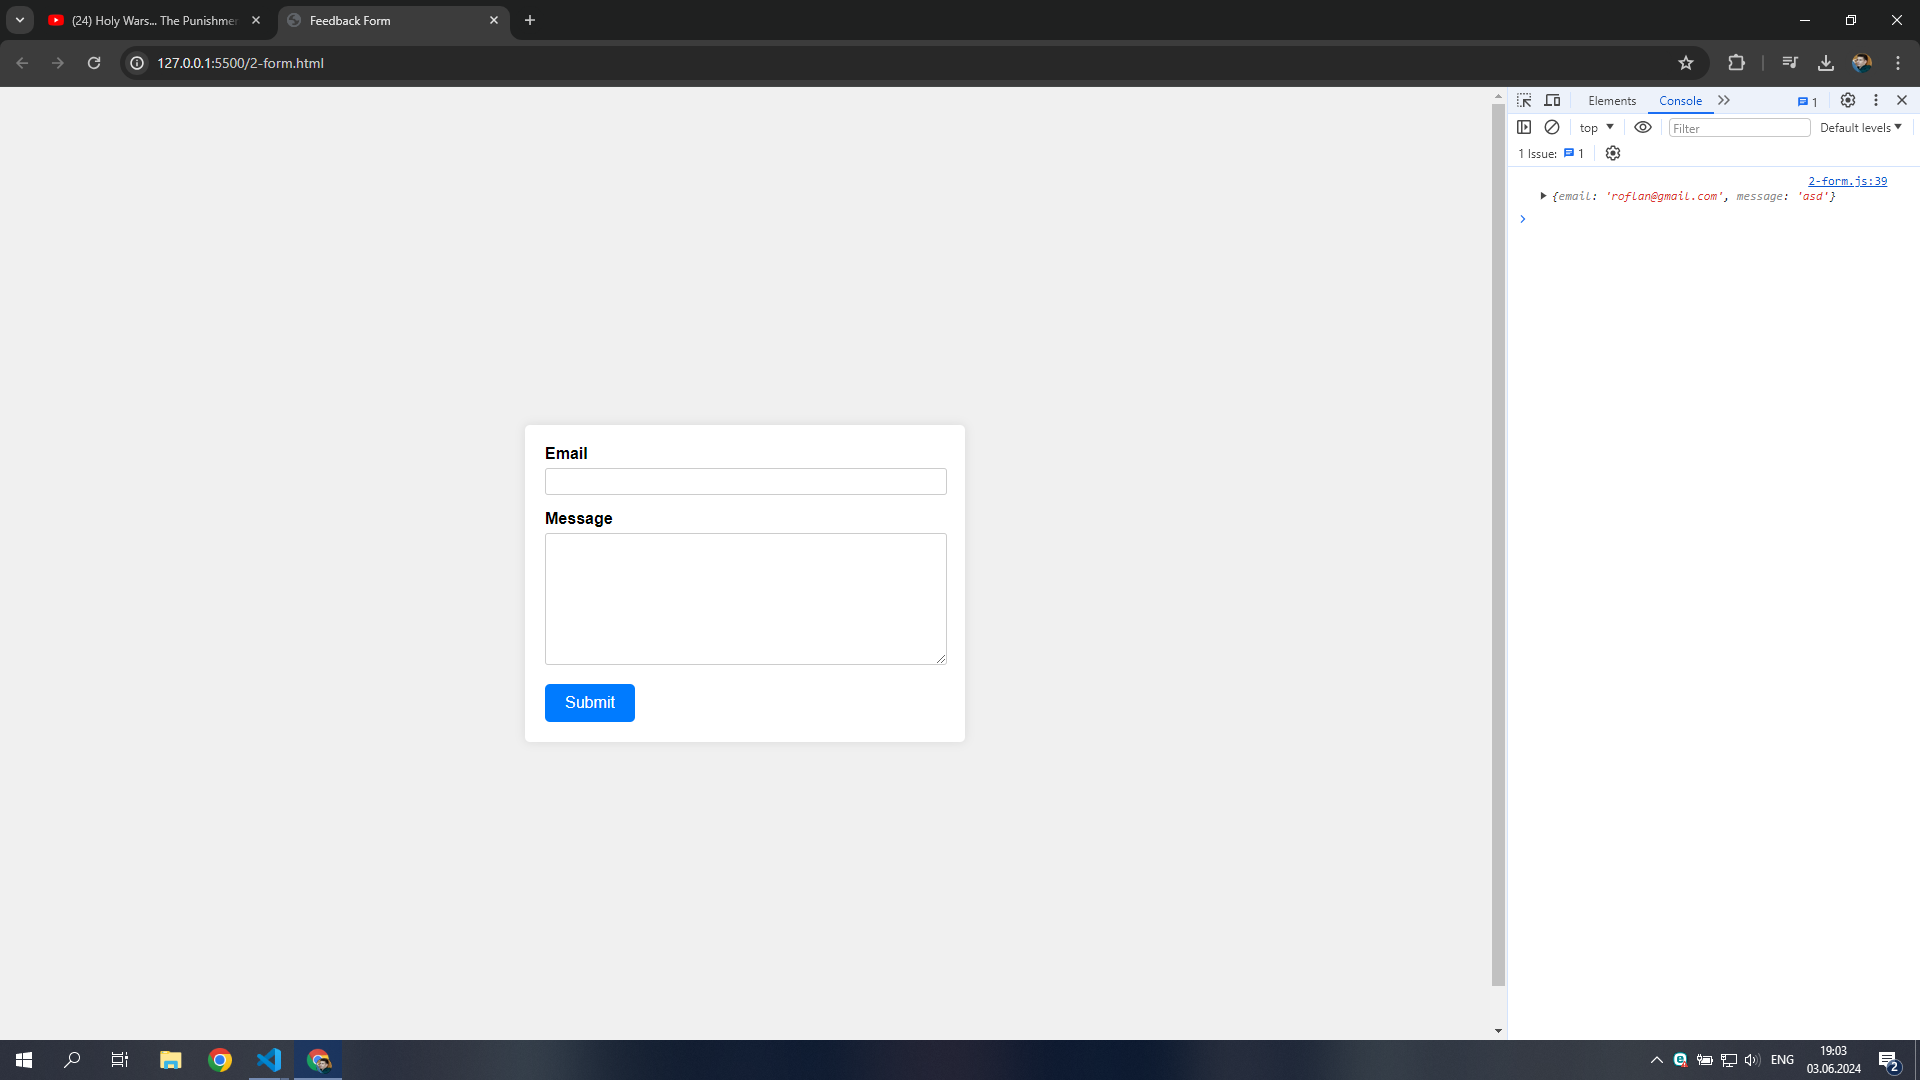 (24) Holy Wars... The Punishmen
Feedback Form
127.0.0.1:5500/2-form.html
Elements
Console
1
top
Filter
Default levels
1 Issue:
1
2-form.js:39
{email: 'roflan@gmail.com', message: 'asd'}
Email
Message
Submit
ENG
19:03
03.06.2024
2